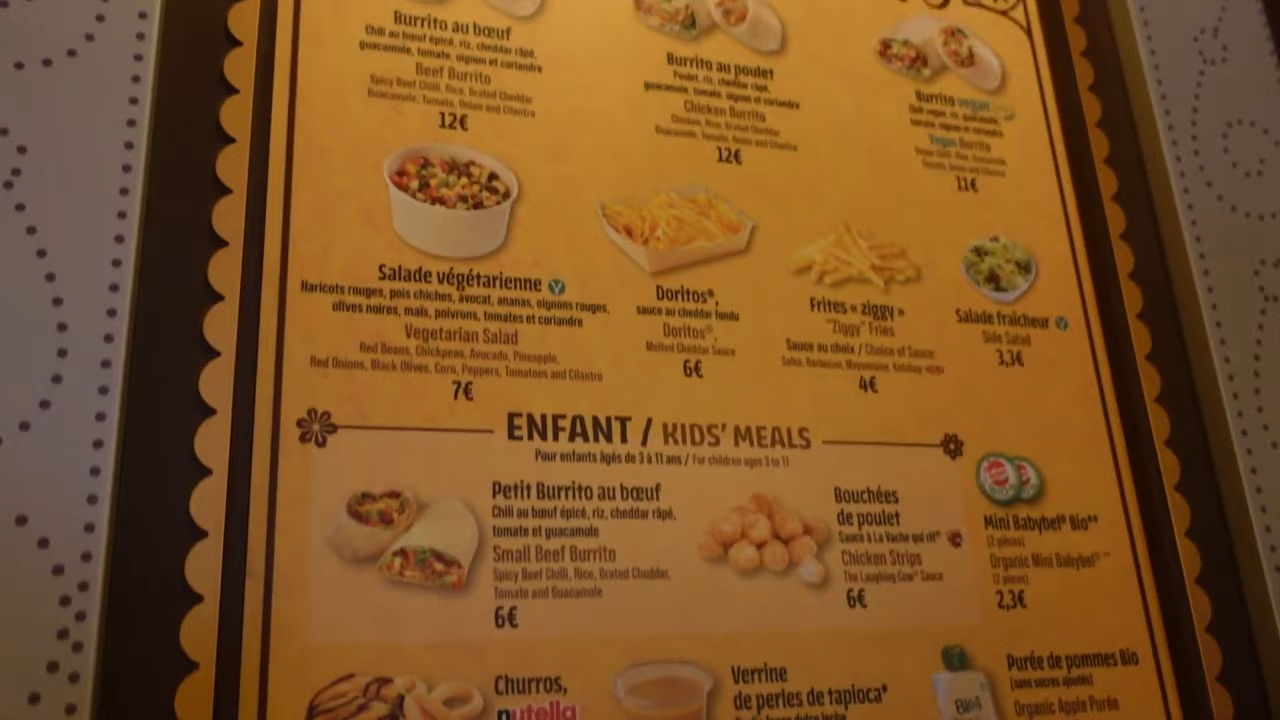 Burrito au bœuf
Chili au bœuf épicé, riz, cheddar râpé,
guacamole, tomate, oignon et coriandre
Beef Burrito
Spicy Beef Chilli, Rice, Grated Cheddar
Guacamole, Tomato, Onion and Cilantro
12€
Burrito au poulet
Poulet, riz, cheddar râpé,
guacamole, tomate, oignon et coriandre
Chicken Burrito
Chicken, Rice, Grated Cheddar
Guacamole, Tomato, Onion and Cilantro
12€
Burrito vegan
Chili vegan, riz, guacamole,
tomate, oignon et coriandre
Vegan Burrito
Vegan Chilli, Rice, Guacamole,
Tomato, Onion and Cilantro
11€
Salade végétarienne
Haricots rouges, pois chiches, avocat, ananas, oignons rouges,
olives noires, maïs, poivrons, tomates et coriandre
Vegetarian Salad
Red Beans, Chickpeas, Avocado, Pineapple,
Red Onions, Black Olives, Corn, Peppers, Tomatoes and Cilantro
7€
Doritos®,
sauce au cheddar fondu
Doritos®,
Melted Cheddar Sauce
6€
Frites « ziggy »
"Ziggy" Fries
Sauce au choix / Choice of Sauce:
Salsa, Barbecue, Mayonnaise, Ketchup
4€
Salade fraîcheur
Side Salad
3,3€
ENFANT / KIDS' MEALS
Pour enfants âgés de 3 à 11 ans / For children ages 3 to 11
Petit Burrito au bœuf
Chili au bœuf épicé, riz, cheddar râpé,
tomate et guacamole
Small Beef Burrito
Spicy Beef Chilli, Rice, Grated Cheddar,
Tomato and Guacamole
6€
Bouchées
de poulet
Sauce à La Vache qui rit®
Chicken Strips
The Laughing Cow® Sauce
6€
Mini Babybel® Bio**
(2 pièces)
Organic Mini Babybel®**
(2 pieces)
2,3€
Churros,
nutella
Verrine
de perles de tapioca*
Purée de pommes Bio
(sans sucres ajoutés)
Organic Apple Purée